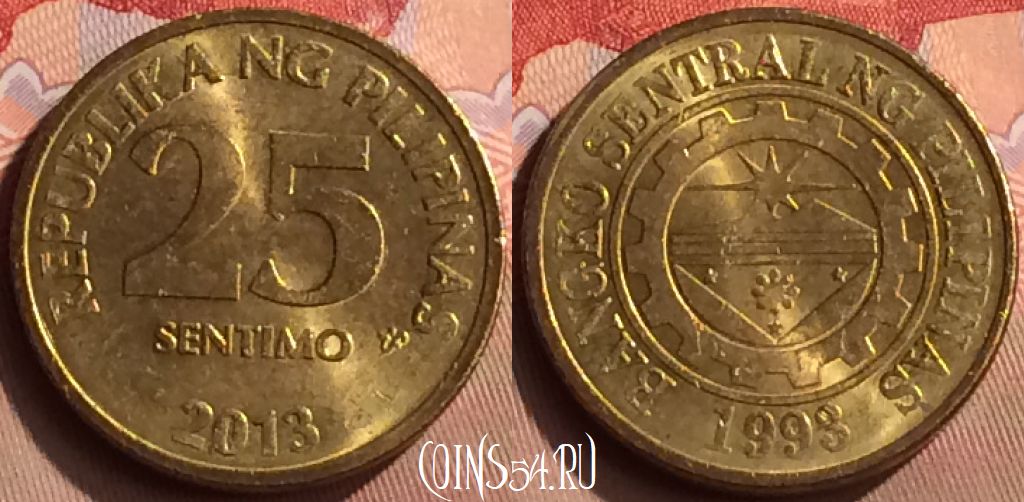 REPUBLIKA NG PILIPINAS
25
SENTIMO
2013
BANGKO SENTRAL NG PILIPINAS
1993
COINS54.RU